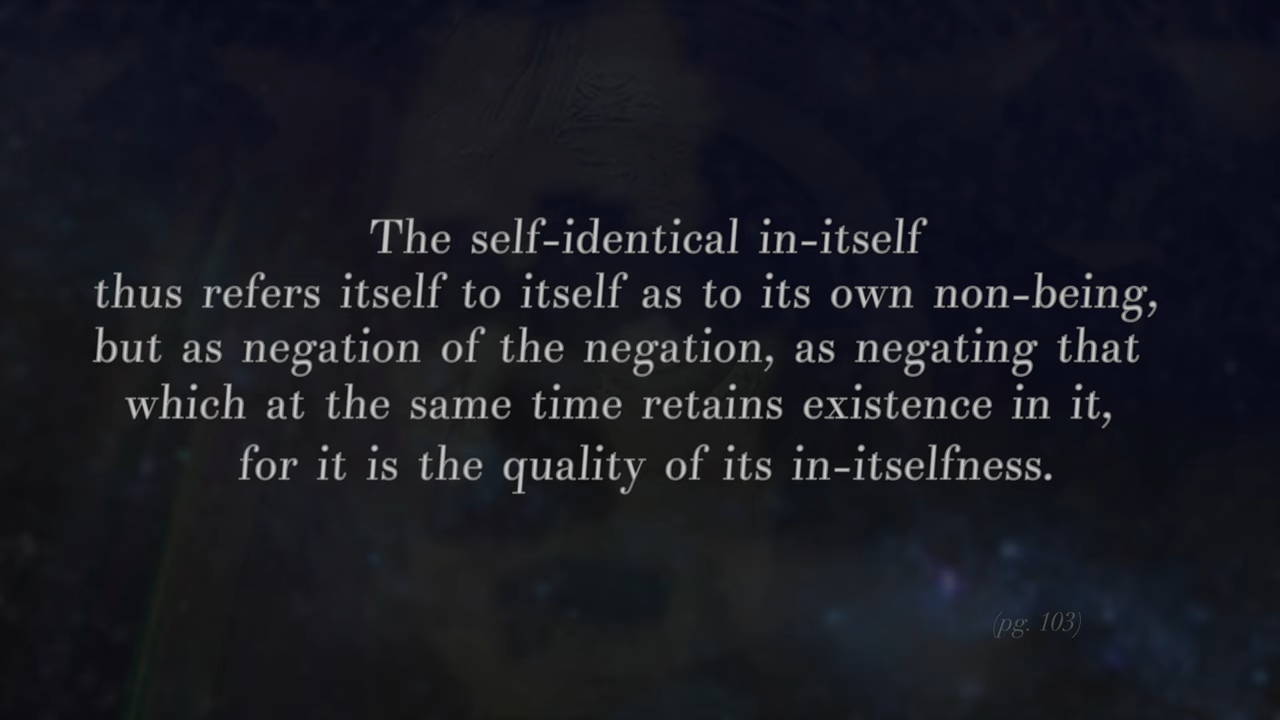 The self-identical in-itself
thus refers itself to itself as to its own non-being,
but as negation of the negation, as negating that
which at the same time retains existence in it,
for it is the quality of its in-itselfness.
(pg. 103)